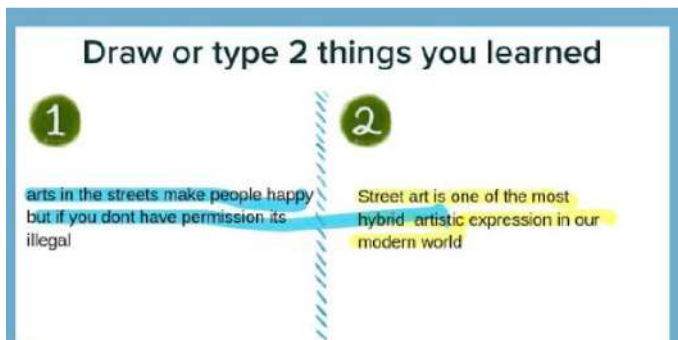 Draw or type 2 things you learned
1
arts in the streets make people happy
but if you dont have permission its
illegal
2
Street art is one of the most
hybrid artistic expression in our
modern world